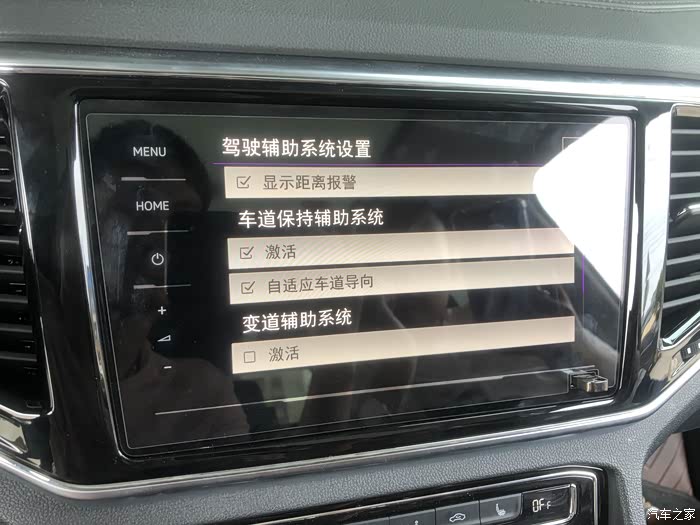 MENU
驾驶辅助系统设置
显示距离报警
HOME
车道保持辅助系统
激活
自适应车道导向
+
变道辅助系统
-
激活
OFF
汽车之家